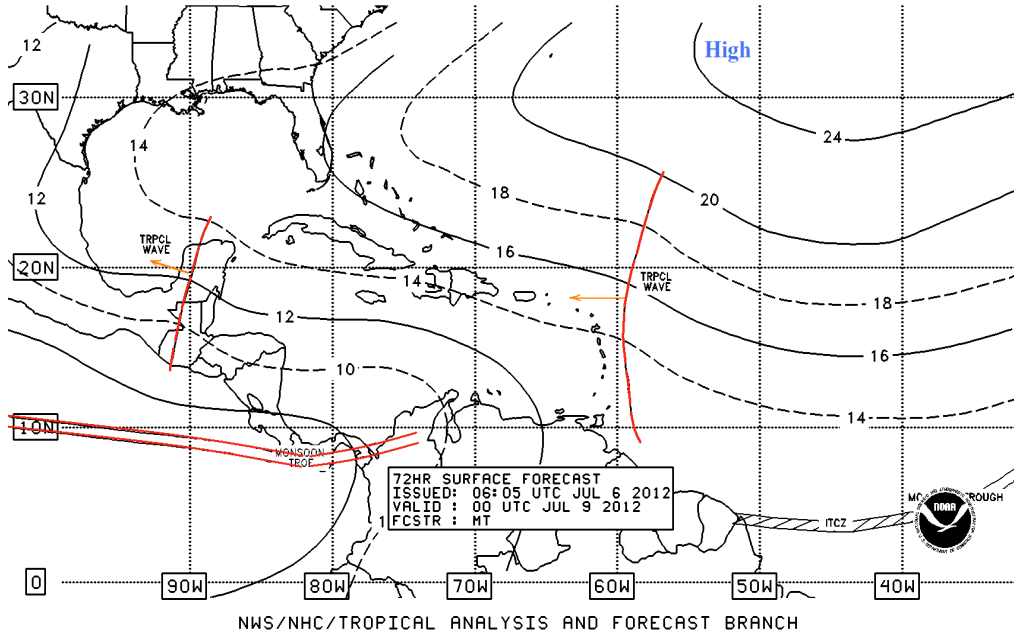 12
High
30N
24
14
18
12
20
16
TRPCL
WAVE
20N
14
TRPCL
WAVE
18
12
16
10
14
10N
MONSOON
TROF
72HR SURFACE FORECAST
ISSUED: 06:05 UTC JUL 6 2012
VALID : 00 UTC JUL 9 2012
FCSTR : MT
1
ITCZ
NOAA
0
90W
80W
70W
60W
50W
40W
NWS/NHC/TROPICAL ANALYSIS AND FORECAST BRANCH